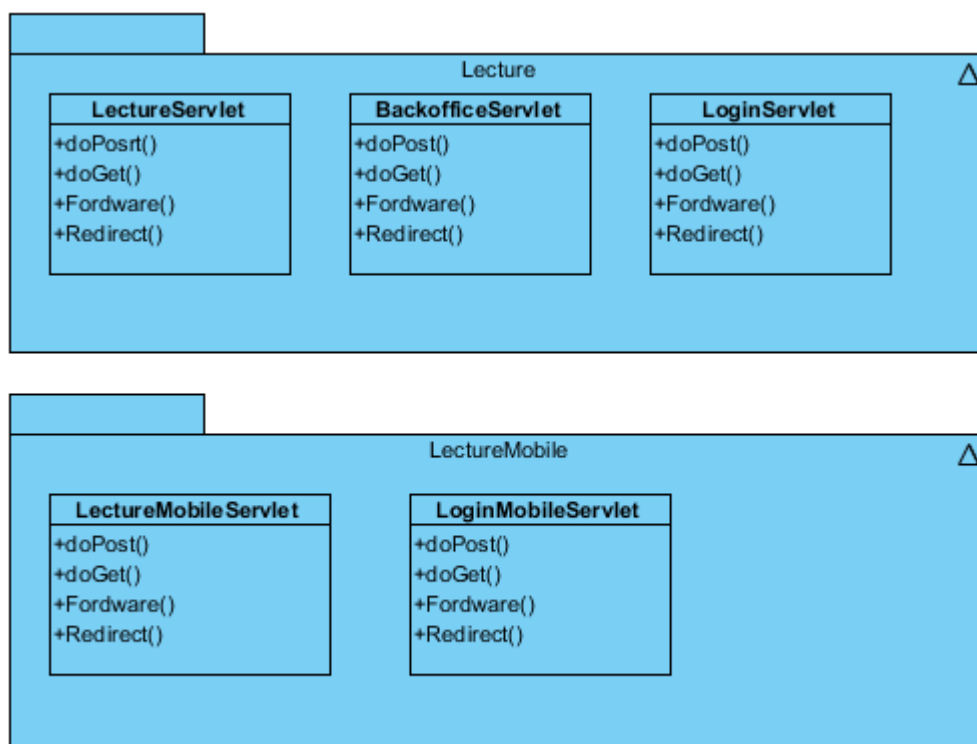 Lecture
LectureServlet
+doPosrt()
+doGet()
+Fordware()
+Redirect()
BackofficeServlet
+doPost()
+doGet()
+Fordware()
+Redirect()
LoginServlet
+doPost()
+doGet()
+Fordware()
+Redirect()
LectureMobile
LectureMobileServlet
+doPost()
+doGet()
+Fordware()
+Redirect()
LoginMobileServlet
+doPost()
+doGet()
+Fordware()
+Redirect()